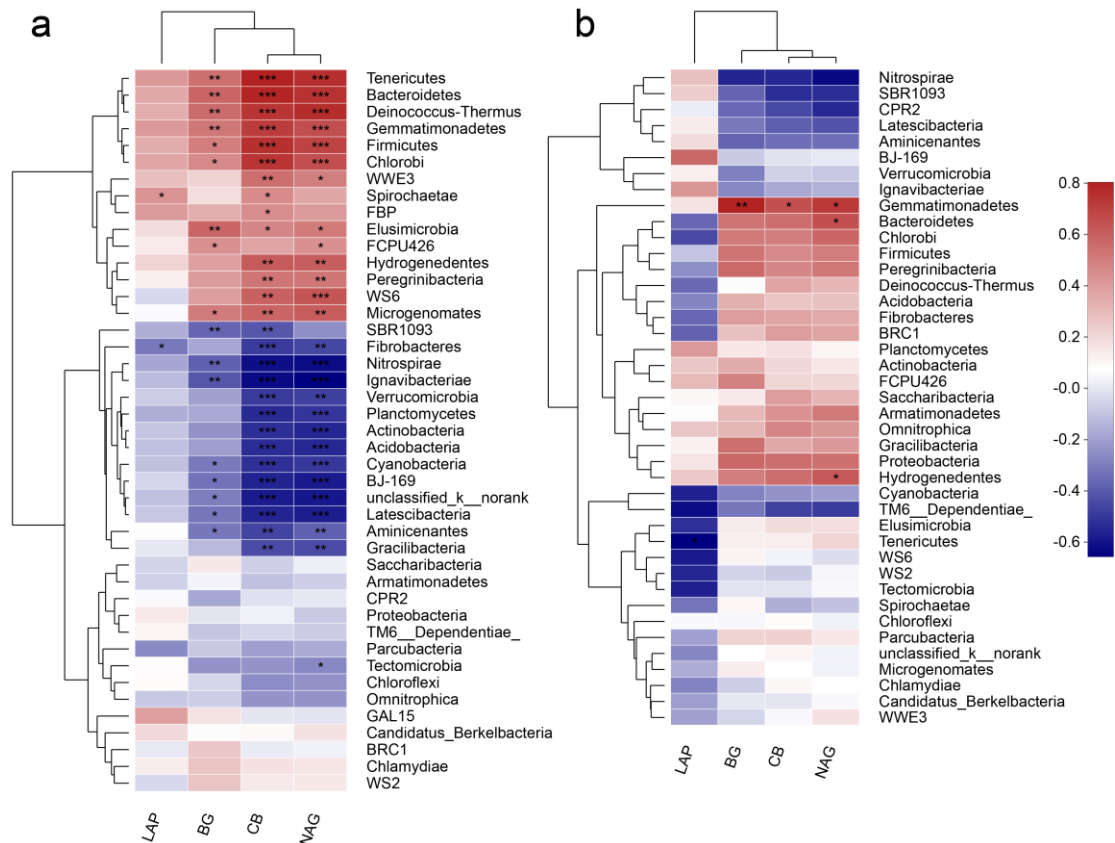 a
** *** *** Tenericutes
** *** *** Bacteroidetes
** *** *** Deinococcus-Thermus
** *** *** Gemmatimonadetes
* *** *** Firmicutes
* *** *** Chlorobi
** * WWE3
* * Spirochaetae
* FBP
** * * Elusimicrobia
* * FCPU426
** ** Hydrogenedentes
** ** Peregrinibacteria
** *** WS6
* ** ** Microgenomates
** ** SBR1093
* *** ** Fibrobacteres
** *** *** Nitrospirae
** *** *** Ignavibacteriae
*** ** Verrucomicrobia
*** *** Planctomycetes
*** *** Actinobacteria
*** *** Acidobacteria
* *** *** Cyanobacteria
* *** *** BJ-169
* *** *** unclassified_k__norank
* *** *** Latescibacteria
* ** ** Aminicenantes
** ** Gracilibacteria
Saccharibacteria
Armatimonadetes
CPR2
Proteobacteria
TM6__Dependentiae_
Parcubacteria
* Tectomicrobia
Chloroflexi
Omnitrophica
GAL15
Candidatus_Berkelbacteria
BRC1
Chlamydiae
WS2
LAP BG CB NAG
b
Nitrospirae
SBR1093
CPR2
Latescibacteria
Aminicenantes
BJ-169
Verrucomicrobia
Ignavibacteriae
** * * Gemmatimonadetes
* Bacteroidetes
Chlorobi
Firmicutes
Peregrinibacteria
Deinococcus-Thermus
Acidobacteria
Fibrobacteres
BRC1
Planctomycetes
Actinobacteria
FCPU426
Saccharibacteria
Armatimonadetes
Omnitrophica
Gracilibacteria
Proteobacteria
* Hydrogenedentes
Cyanobacteria
TM6__Dependentiae_
Elusimicrobia
* Tenericutes
WS6
WS2
Tectomicrobia
Spirochaetae
Chloroflexi
Parcubacteria
unclassified_k__norank
Microgenomates
Chlamydiae
Candidatus_Berkelbacteria
WWE3
LAP BG CB NAG
0.8
0.6
0.4
0.2
-0.0
-0.2
-0.4
-0.6